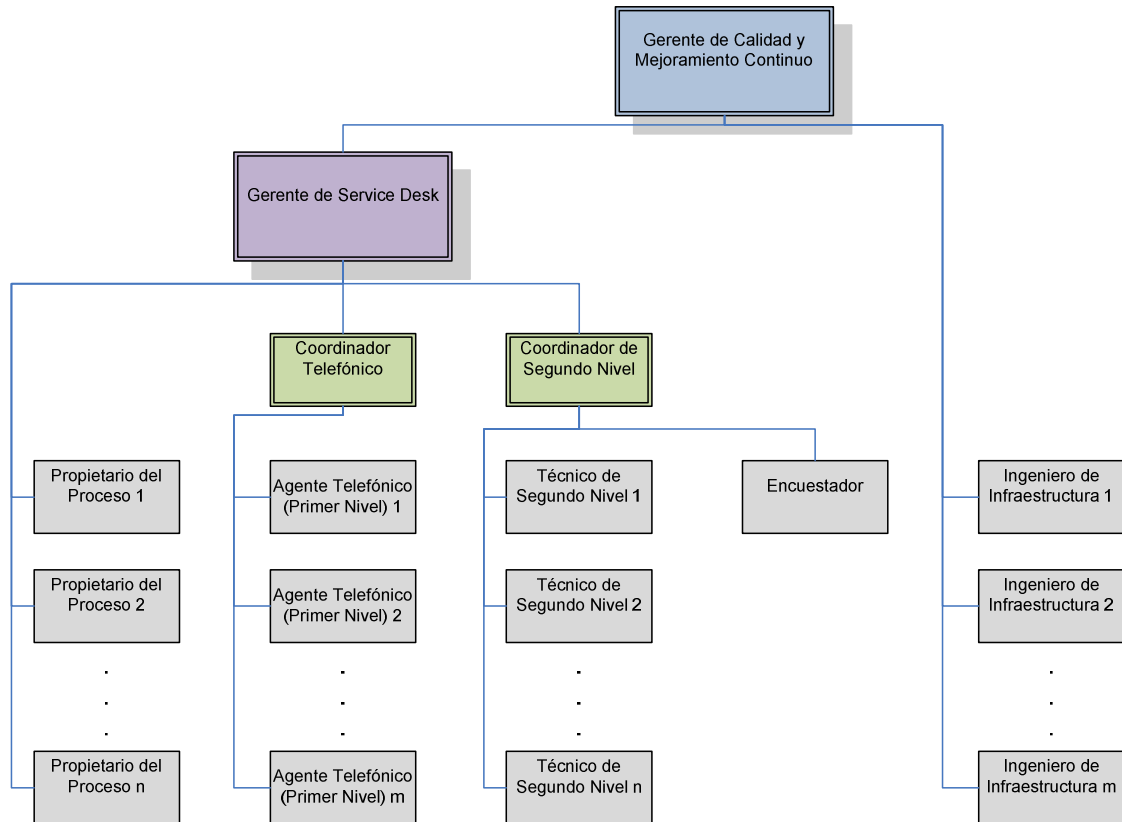 Gerente de Calidad y
Mejoramiento Continuo
Gerente de Service Desk
Coordinador
Telefónico
Coordinador de
Segundo Nivel
Propietario del
Proceso 1
Agente Telefónico
(Primer Nivel) 1
Técnico de
Segundo Nivel 1
Encuestador
Ingeniero de
Infraestructura 1
Propietario del
Proceso 2
Agente Telefónico
(Primer Nivel) 2
Técnico de
Segundo Nivel 2
Ingeniero de
Infraestructura 2
Propietario del
Proceso n
Agente Telefónico
(Primer Nivel) m
Técnico de
Segundo Nivel n
Ingeniero de
Infraestructura m